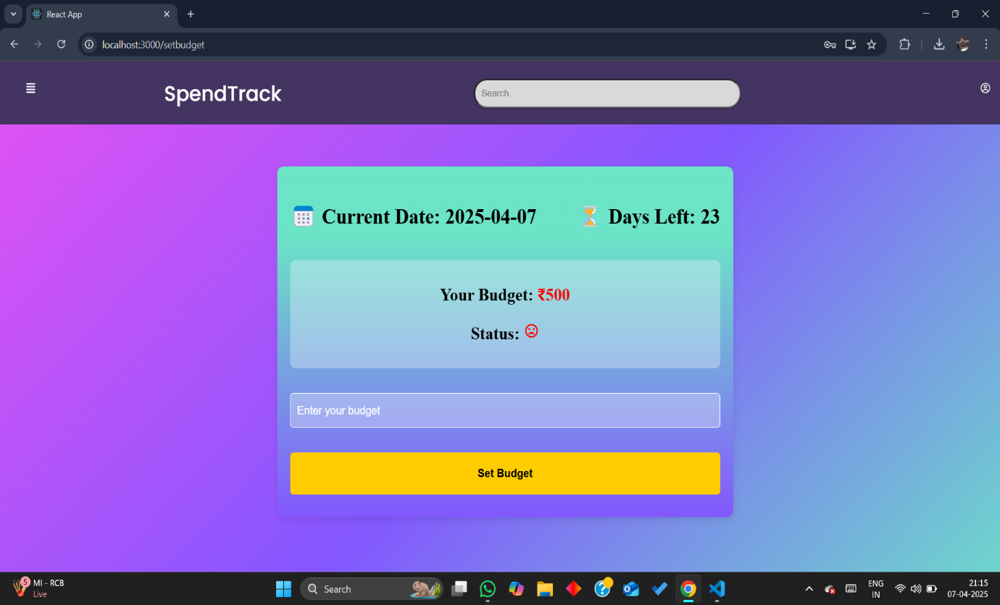 React App
localhost:3000/setbudget
SpendTrack
Search
Current Date: 2025-04-07
Days Left: 23
Your Budget: ₹500
Status:
Enter your budget
Set Budget
5
MI - RCB
Live
Search
ENG
IN
21:15
07-04-2025